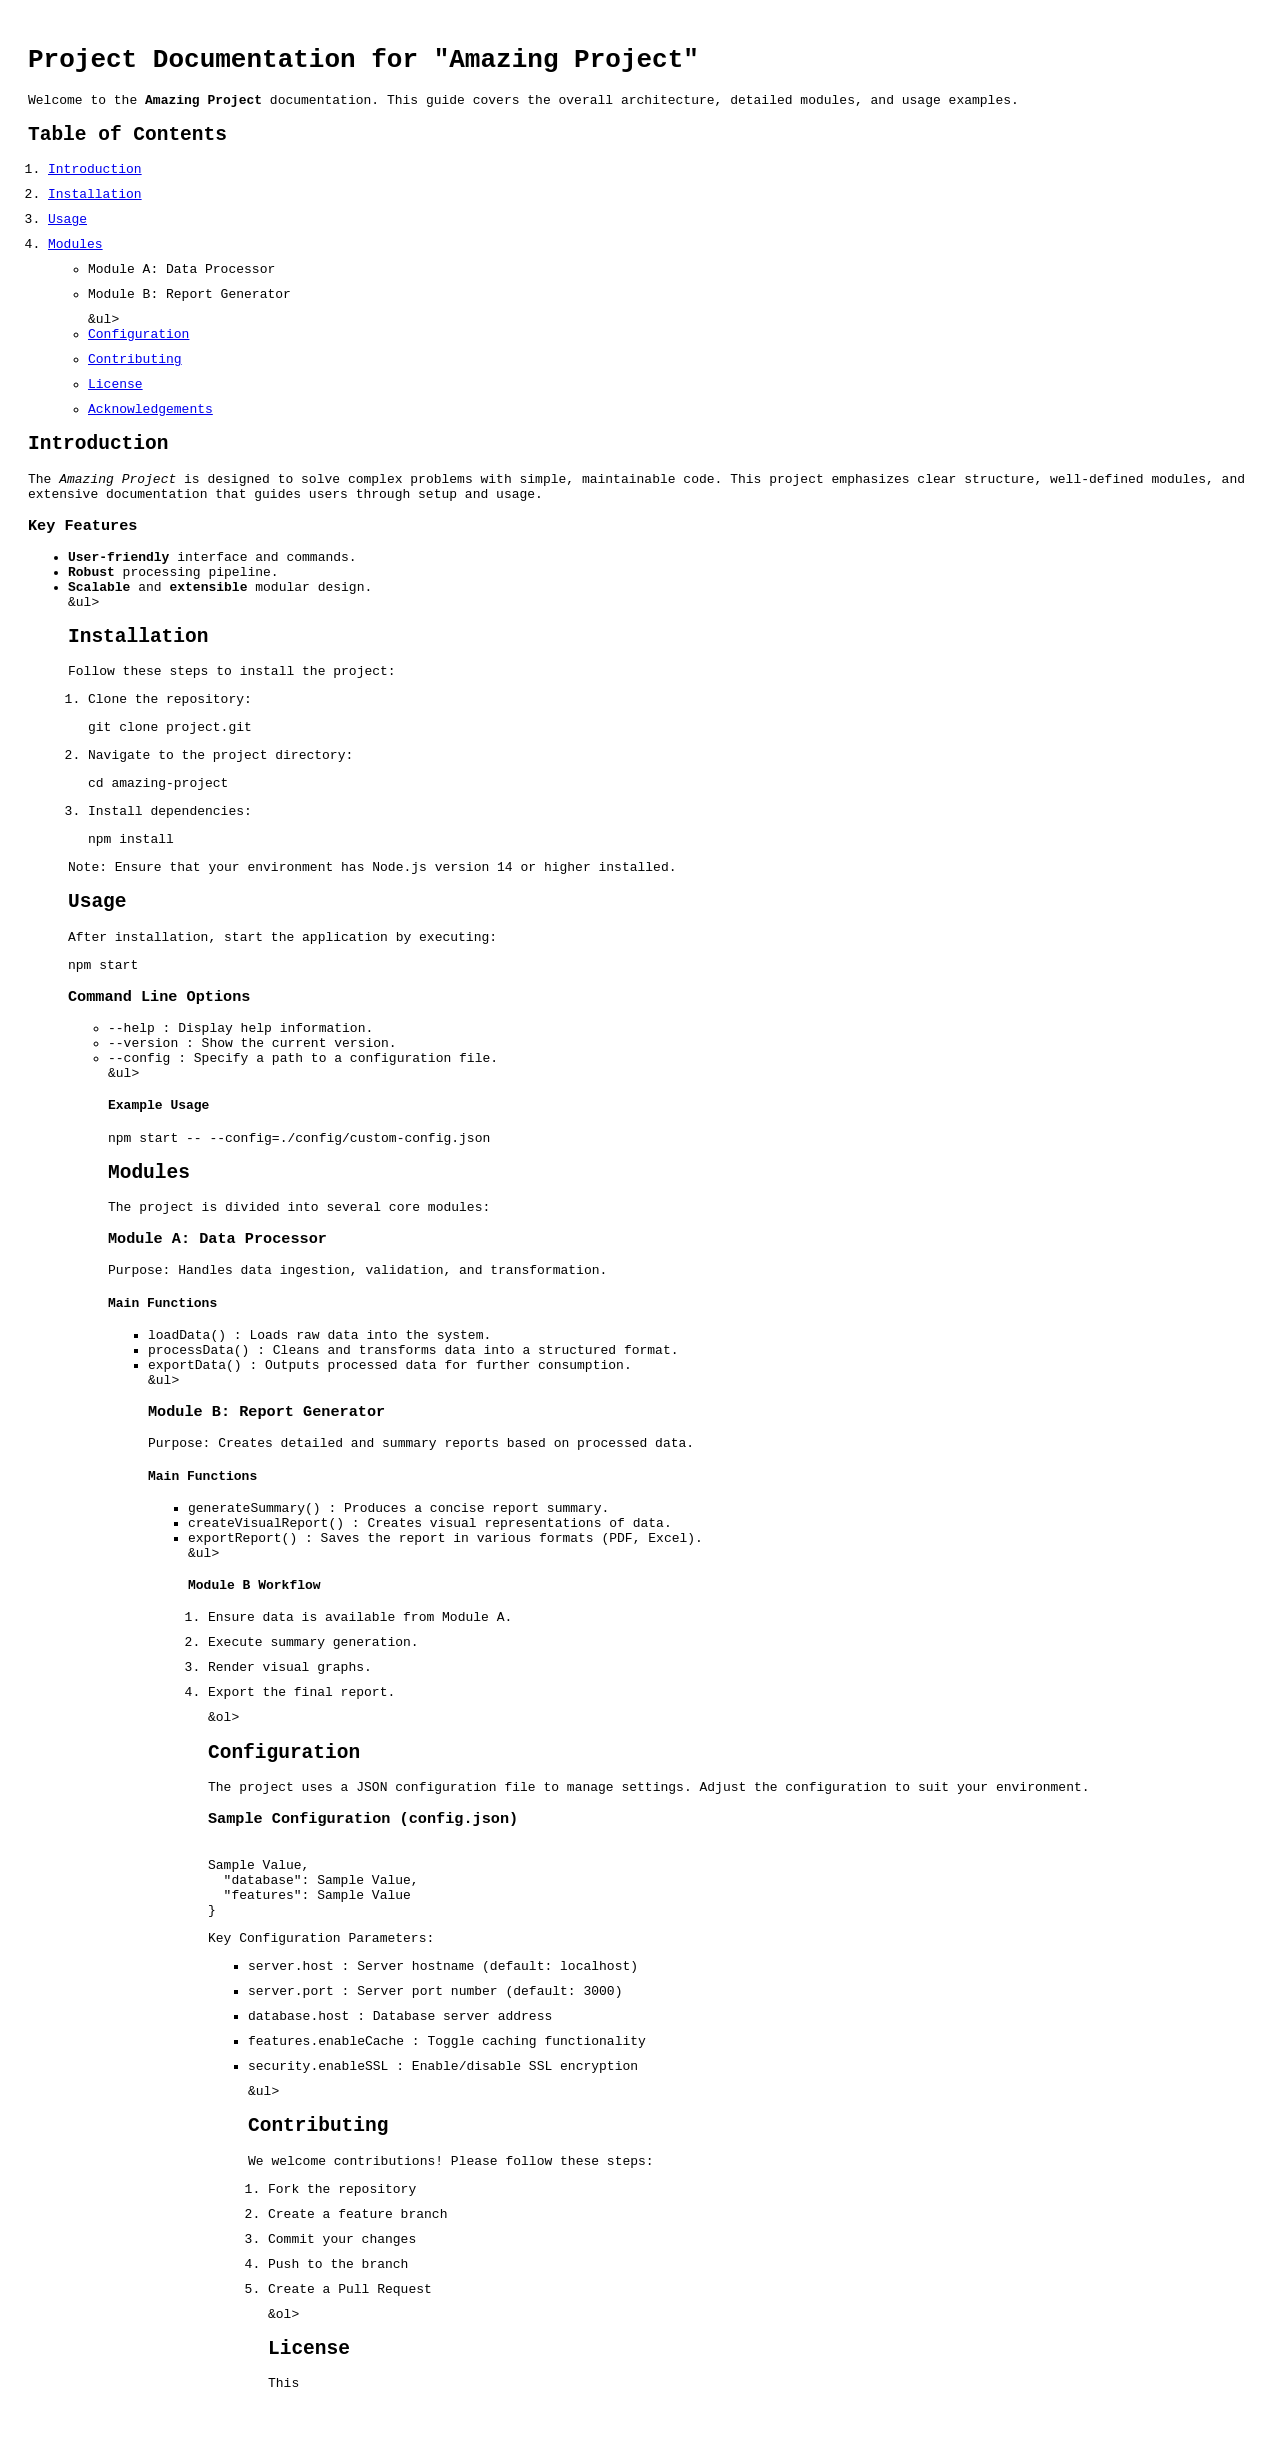 Project Documentation for "Amazing Project"
Welcome to the Amazing Project documentation. This guide covers the overall architecture, detailed modules, and usage examples.
Table of Contents
1. Introduction
2. Installation
3. Usage
4. Modules
Module A: Data Processor
Module B: Report Generator
&ul>
Configuration
Contributing
License
Acknowledgements
Introduction
The Amazing Project is designed to solve complex problems with simple, maintainable code. This project emphasizes clear structure, well-defined modules, and
extensive documentation that guides users through setup and usage.
Key Features
User-friendly interface and commands.
Robust processing pipeline.
Scalable and extensible modular design.
&ul>
Installation
Follow these steps to install the project:
1. Clone the repository:
git clone project.git
2. Navigate to the project directory:
cd amazing-project
3. Install dependencies:
npm install
Note: Ensure that your environment has Node.js version 14 or higher installed.
Usage
After installation, start the application by executing:
npm start
Command Line Options
--help : Display help information.
--version : Show the current version.
--config : Specify a path to a configuration file.
&ul>
Example Usage
npm start -- --config=./config/custom-config.json
Modules
The project is divided into several core modules:
Module A: Data Processor
Purpose: Handles data ingestion, validation, and transformation.
Main Functions
loadData() : Loads raw data into the system.
processData() : Cleans and transforms data into a structured format.
exportData() : Outputs processed data for further consumption.
&ul>
Module B: Report Generator
Purpose: Creates detailed and summary reports based on processed data.
Main Functions
generateSummary() : Produces a concise report summary.
createVisualReport() : Creates visual representations of data.
exportReport() : Saves the report in various formats (PDF, Excel).
&ul>
Module B Workflow
1. Ensure data is available from Module A.
2. Execute summary generation.
3. Render visual graphs.
4. Export the final report.
&ol>
Configuration
The project uses a JSON configuration file to manage settings. Adjust the configuration to suit your environment.
Sample Configuration (config.json)
Sample Value,
"database": Sample Value,
"features": Sample Value
}
Key Configuration Parameters:
server.host : Server hostname (default: localhost)
server.port : Server port number (default: 3000)
database.host : Database server address
features.enableCache : Toggle caching functionality
security.enableSSL : Enable/disable SSL encryption
&ul>
Contributing
We welcome contributions! Please follow these steps:
1. Fork the repository
2. Create a feature branch
3. Commit your changes
4. Push to the branch
5. Create a Pull Request
&ol>
License
This